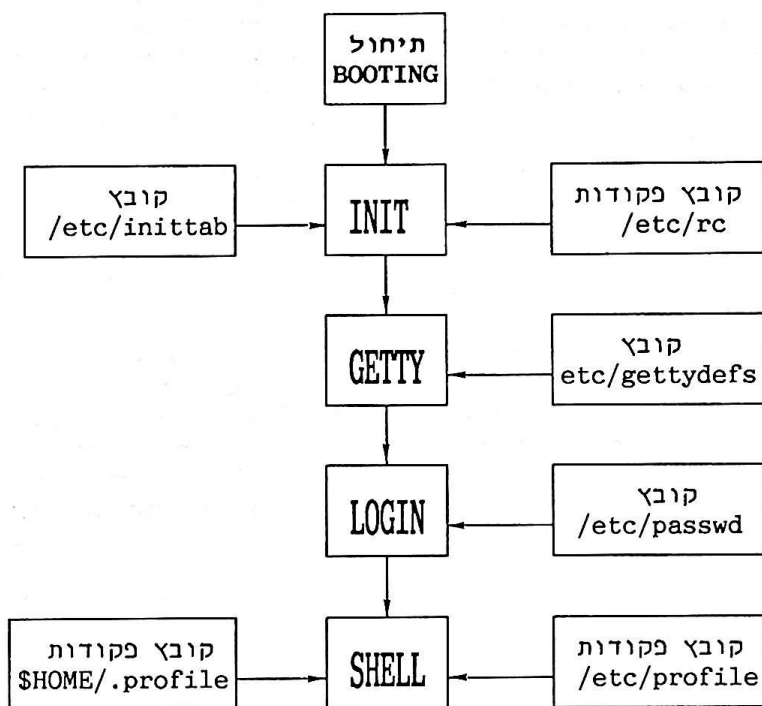 תיחול
BOOTING
קובץ
/etc/inittab
INIT
קובץ פקודות
/etc/rc
GETTY
קובץ
etc/gettydefs
LOGIN
קובץ
/etc/passwd
קובץ פקודות
$HOME/.profile
SHELL
קובץ פקודות
/etc/profile